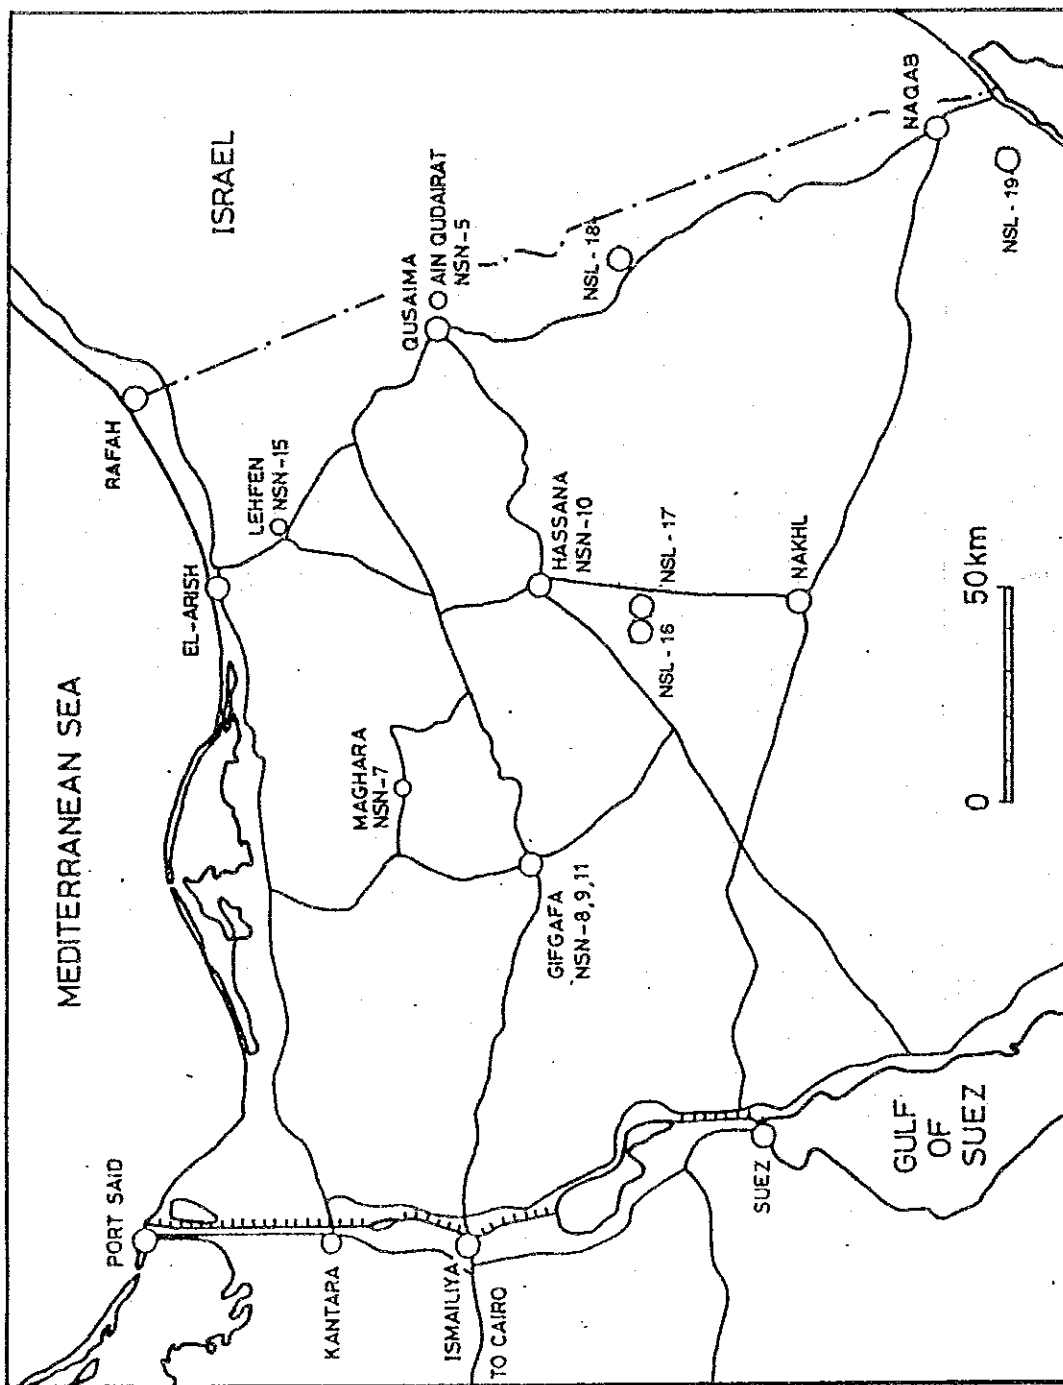 MEDITERRANEAN SEA
PORT SAID
RAFAH
EL-ARISH
ISRAEL
LEHFEN
NSN-15
KANTARA
MAGHARA
NSN-7
QUSAIMA
AIN QUDAIRAT
NSN-5
ISMAILIYA
TO CAIRO
GIFGAFA
NSN-8,9,11
HASSANA
NSN-10
NSL-18
NSL-16
NSL-17
SUEZ
NAKHL
NAQAB
GULF
OF
SUEZ
0
50km
NSL-19